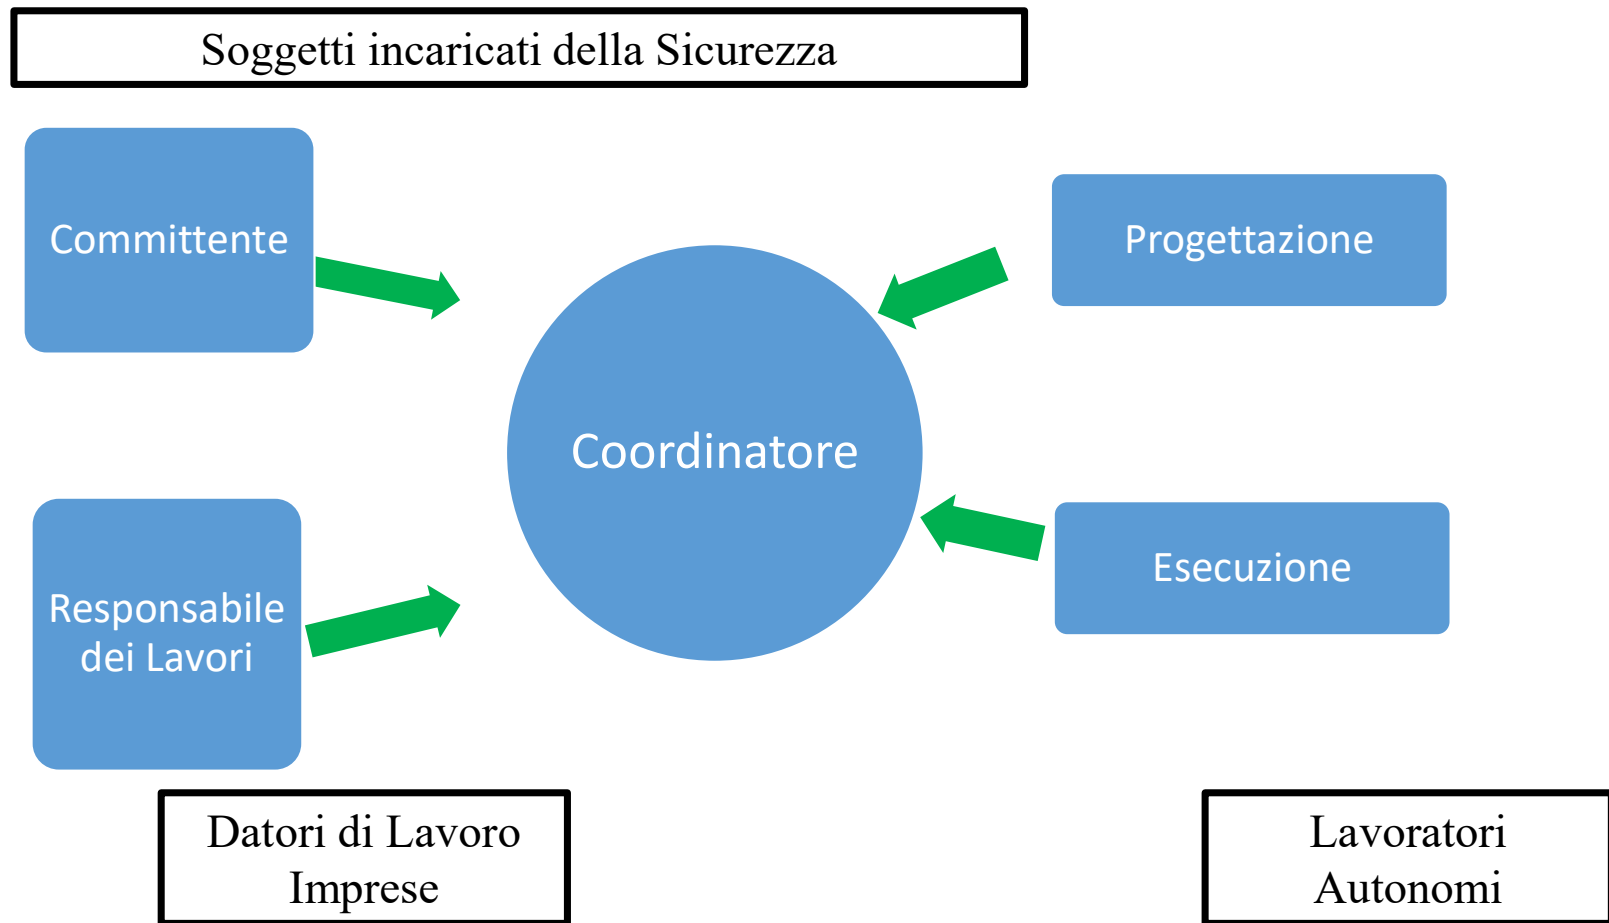 Soggetti incaricati della Sicurezza
Committente
Progettazione
Coordinatore
Esecuzione
Responsabile
dei Lavori
Datori di Lavoro
Imprese
Lavoratori
Autonomi